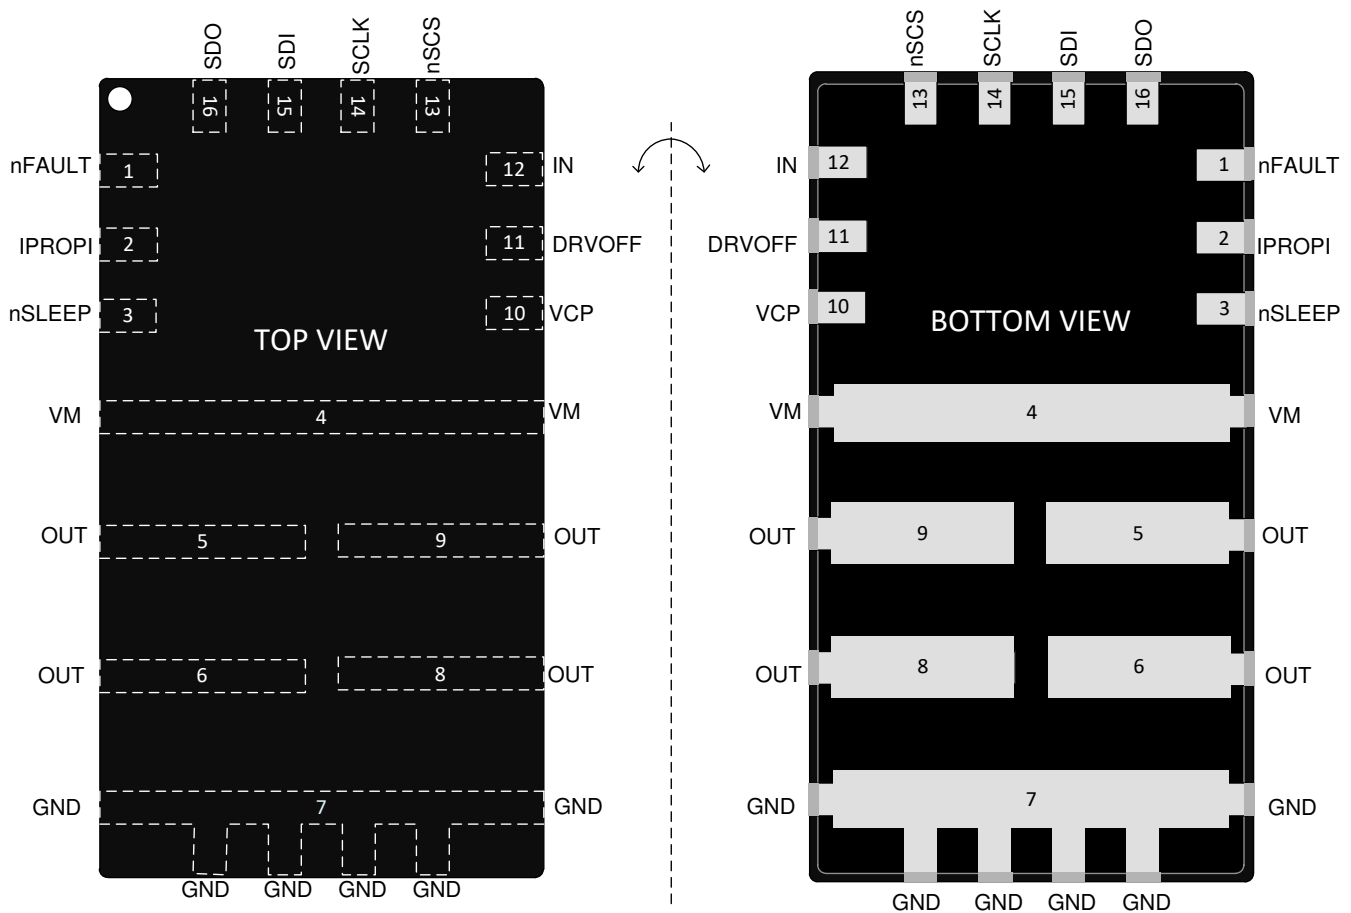 SDO SDI SCLK nSCS
16 15 14 13
nFAULT 1 12 IN
IPROPI 2 11 DRVOFF
nSLEEP 3 10 VCP
TOP VIEW
VM 4 VM
OUT 5 9 OUT
OUT 6 8 OUT
GND 7 GND
GND GND GND GND
nSCS SCLK SDI SDO
13 14 15 16
IN 12 1 nFAULT
DRVOFF 11 2 IPROPI
VCP 10 3 nSLEEP
BOTTOM VIEW
VM 4 VM
OUT 9 5 OUT
OUT 8 6 OUT
GND 7 GND
GND GND GND GND